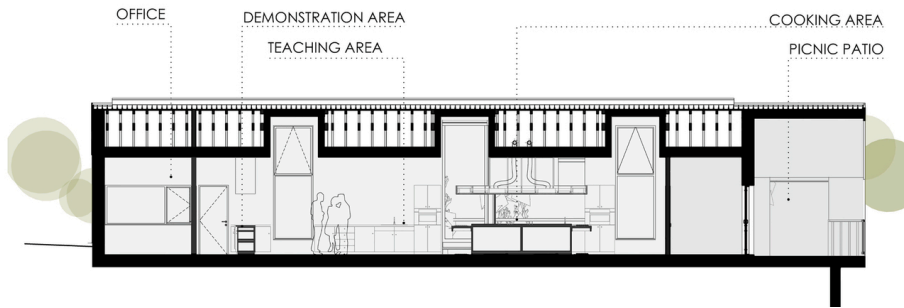 OFFICE
DEMONSTRATION AREA
COOKING AREA
TEACHING AREA
PICNIC PATIO